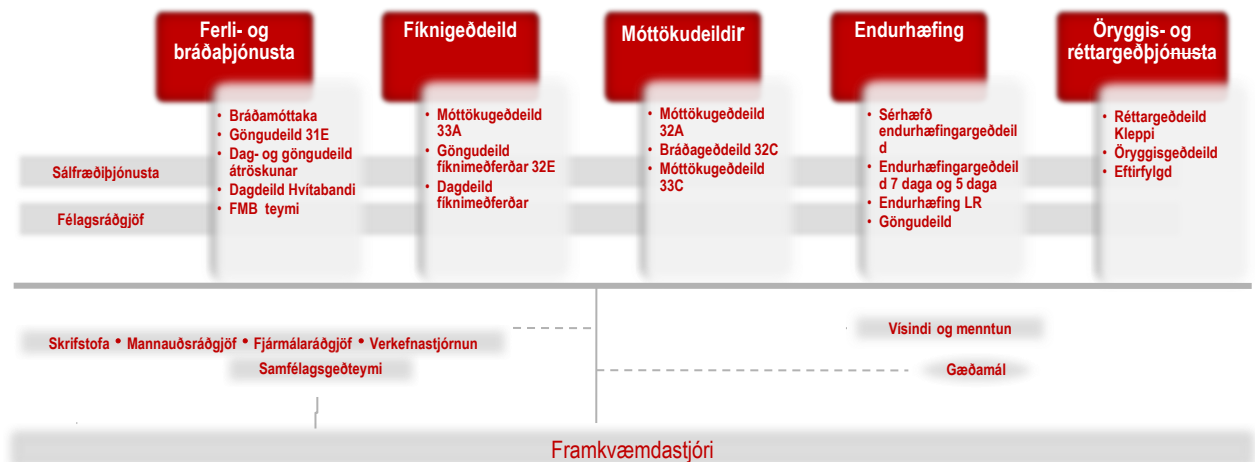 Ferli- og
bráðaþjónusta
Fíknigeðdeild
Móttökudeildir
Endurhæfing
Öryggis- og
réttargeðþjónusta
• Bráðamóttaka
• Göngudeild 31E
• Dag- og göngudeild
átröskunar
• Dagdeild Hvítabandi
• FMB teymi
• Móttökugeðdeild
33A
• Göngudeild
fíknimeðferðar 32E
• Dagdeild
fíknimeðferðar
• Móttökugeðdeild
32A
• Bráðageðdeild 32C
• Móttökugeðdeild
33C
• Sérhæfð
endurhæfingargeðdeil
d
• Endurhæfingargeðdeil
d 7 daga og 5 daga
• Endurhæfing LR
• Göngudeild
• Réttargeðdeild
Kleppi
• Öryggisgeðdeild
• Eftirfylgd
Sálfræðiþjónusta
Félagsráðgjöf
Skrifstofa • Mannauðsráðgjöf • Fjármálaráðgjöf • Verkefnastjórnun
Samfélagsgeðteymi
Vísindi og menntun
Gæðamál
Framkvæmdastjóri